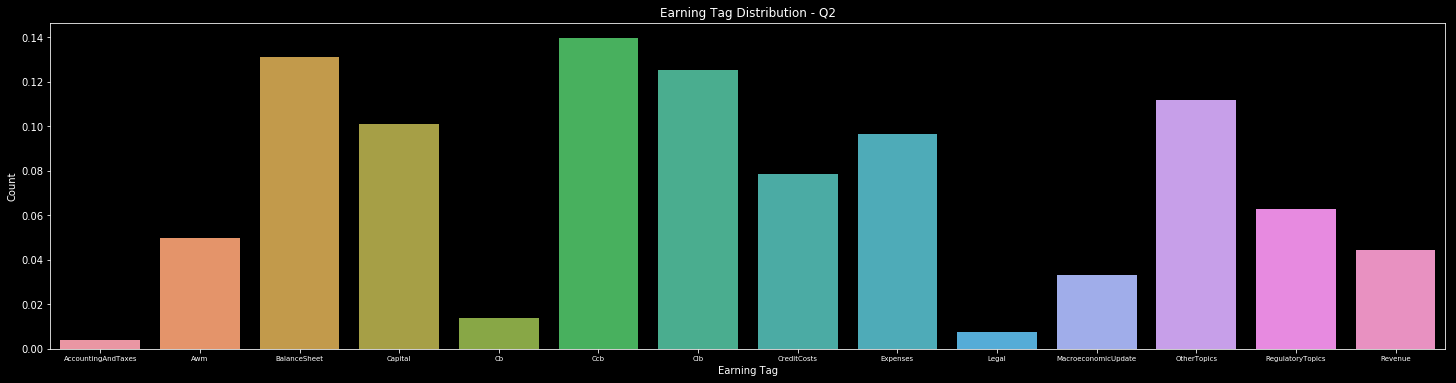 Earning Tag Distribution - Q2
Count
0.14
0.12
0.10
0.08
0.06
0.04
0.02
0.00
AccountingAndTaxes Awm BalanceSheet Capital Cb Ccb Cib CreditCosts Expenses Legal MacroeconomicUpdate OtherTopics RegulatoryTopics Revenue
Earning Tag